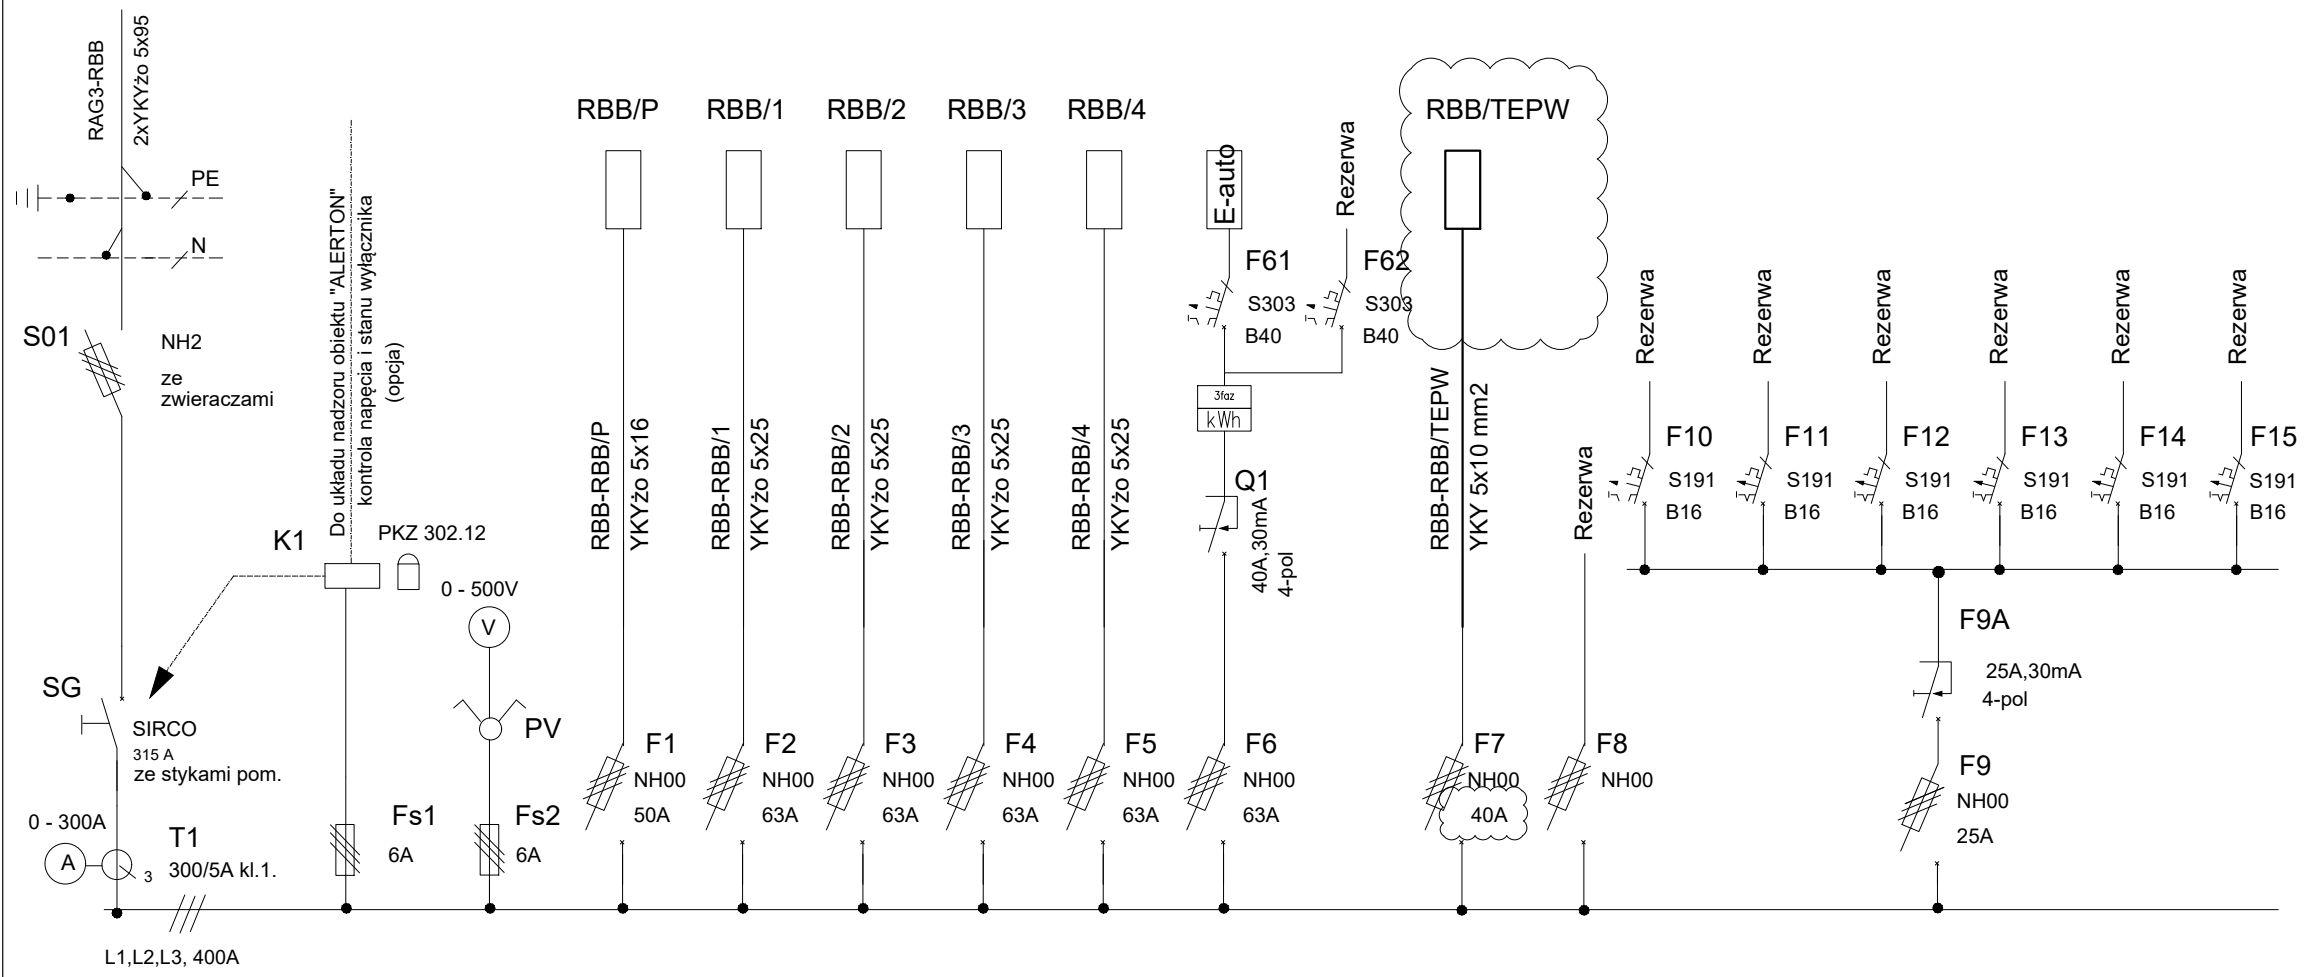 RAG3-RBB
2xYKYżo 5x95
PE
N
S01
NH2
ze
zwieraczami
Do układu nadzoru obiektu "ALERTON"
kontrola napęcia i stanu wyłącznika
(opcja)
K1
PKZ 302.12
0 - 500V
V
PV
SG
SIRCO
315 A
ze stykami pom.
0 - 300A
A
3
T1
300/5A kl.1.
L1,L2,L3, 400A
Fs1
6A
Fs2
6A
RBB/P
RBB-RBB/P
YKYżo 5x16
F1
NH00
50A
RBB/1
RBB-RBB/1
YKYżo 5x25
F2
NH00
63A
RBB/2
RBB-RBB/2
YKYżo 5x25
F3
NH00
63A
RBB/3
RBB-RBB/3
YKYżo 5x25
F4
NH00
63A
RBB/4
RBB-RBB/4
YKYżo 5x25
F5
NH00
63A
E-auto
F61
S303
B40
Rezerwa
F62
S303
B40
3faz
kWh
Q1
40A,30mA
4-pol
F6
NH00
63A
RBB/TEPW
RBB-RBB/TEPW
YKY 5x10 mm2
F7
NH00
40A
Rezerwa
F8
NH00
Rezerwa
F10
S191
B16
Rezerwa
F11
S191
B16
Rezerwa
F12
S191
B16
Rezerwa
F13
S191
B16
Rezerwa
F14
S191
B16
Rezerwa
F15
S191
B16
F9A
25A,30mA
4-pol
F9
NH00
25A